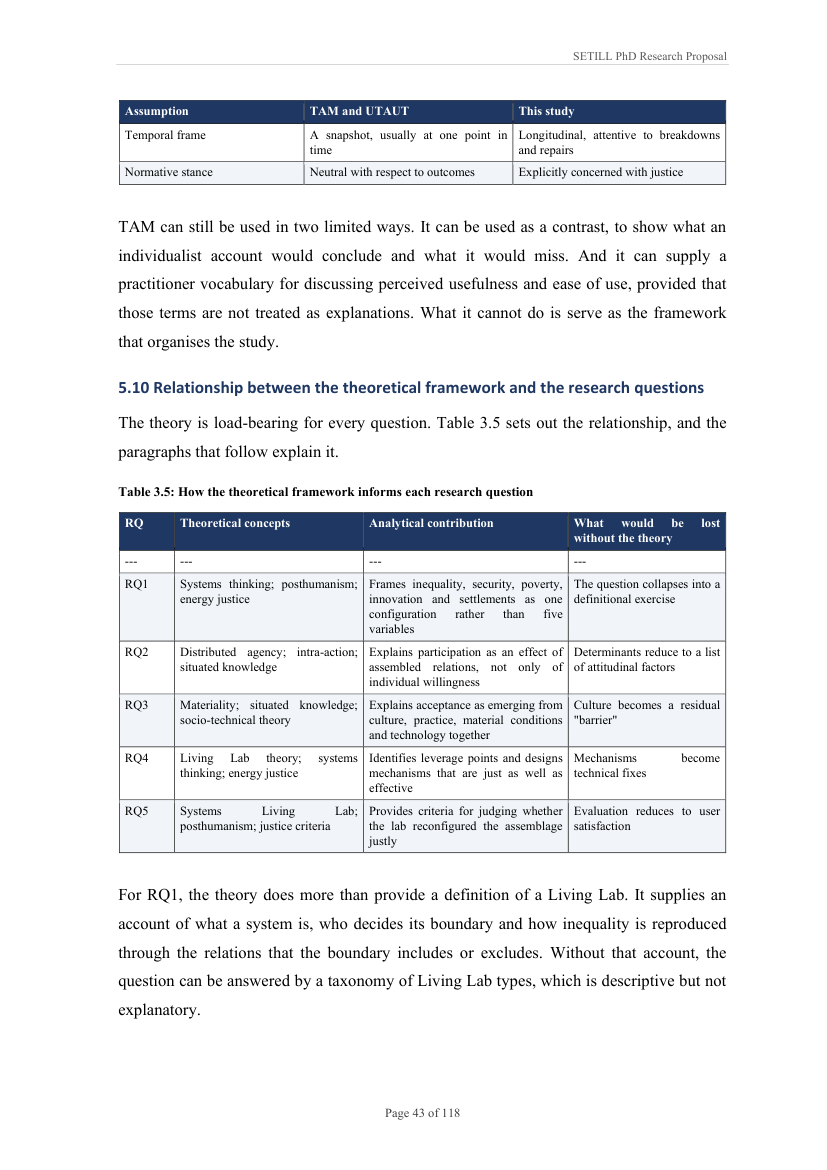 SETILL PhD Research Proposal
Assumption TAM and UTAUT This study
Temporal frame A snapshot, usually at one point in time Longitudinal, attentive to breakdowns and repairs
Normative stance Neutral with respect to outcomes Explicitly concerned with justice
TAM can still be used in two limited ways. It can be used as a contrast, to show what an
individualist account would conclude and what it would miss. And it can supply a
practitioner vocabulary for discussing perceived usefulness and ease of use, provided that
those terms are not treated as explanations. What it cannot do is serve as the framework
that organises the study.
5.10 Relationship between the theoretical framework and the research questions
The theory is load-bearing for every question. Table 3.5 sets out the relationship, and the
paragraphs that follow explain it.
Table 3.5: How the theoretical framework informs each research question
RQ Theoretical concepts Analytical contribution What would be lost without the theory
--- --- --- ---
RQ1 Systems thinking; posthumanism; energy justice Frames inequality, security, poverty, innovation and settlements as one configuration rather than five variables The question collapses into a definitional exercise
RQ2 Distributed agency; intra-action; situated knowledge Explains participation as an effect of assembled relations, not only of individual willingness Determinants reduce to a list of attitudinal factors
RQ3 Materiality; situated knowledge; socio-technical theory Explains acceptance as emerging from culture, practice, material conditions and technology together Culture becomes a residual "barrier"
RQ4 Living Lab theory; systems thinking; energy justice Identifies leverage points and designs mechanisms that are just as well as effective Mechanisms become technical fixes
RQ5 Systems Living Lab; posthumanism; justice criteria Provides criteria for judging whether the lab reconfigured the assemblage justly Evaluation reduces to user satisfaction
For RQ1, the theory does more than provide a definition of a Living Lab. It supplies an
account of what a system is, who decides its boundary and how inequality is reproduced
through the relations that the boundary includes or excludes. Without that account, the
question can be answered by a taxonomy of Living Lab types, which is descriptive but not
explanatory.
Page 43 of 118